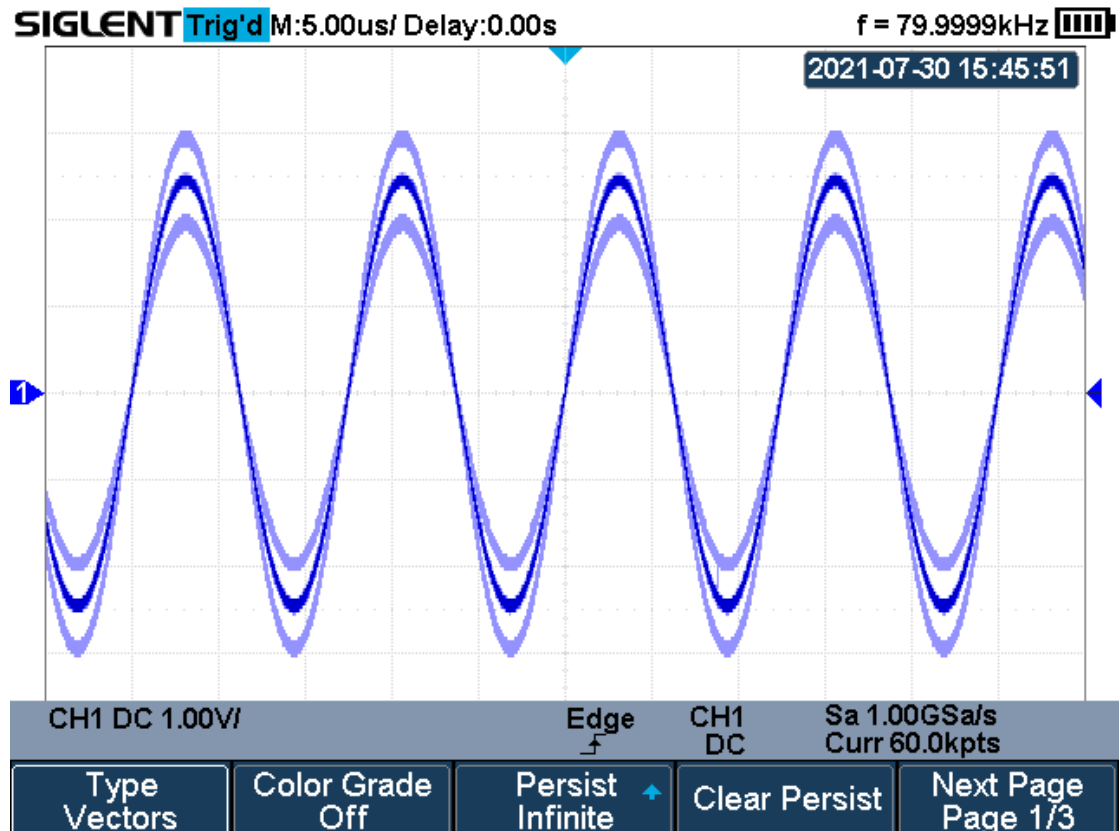 SIGLENT Trig'd M:5.00us/ Delay:0.00s f = 79.9999kHz
2021-07-30 15:45:51
1
CH1 DC 1.00V/ Edge CH1 Sa 1.00GSa/s
DC Curr 60.0kpts
Type Color Grade Persist Clear Persist Next Page
Vectors Off Infinite Page 1/3